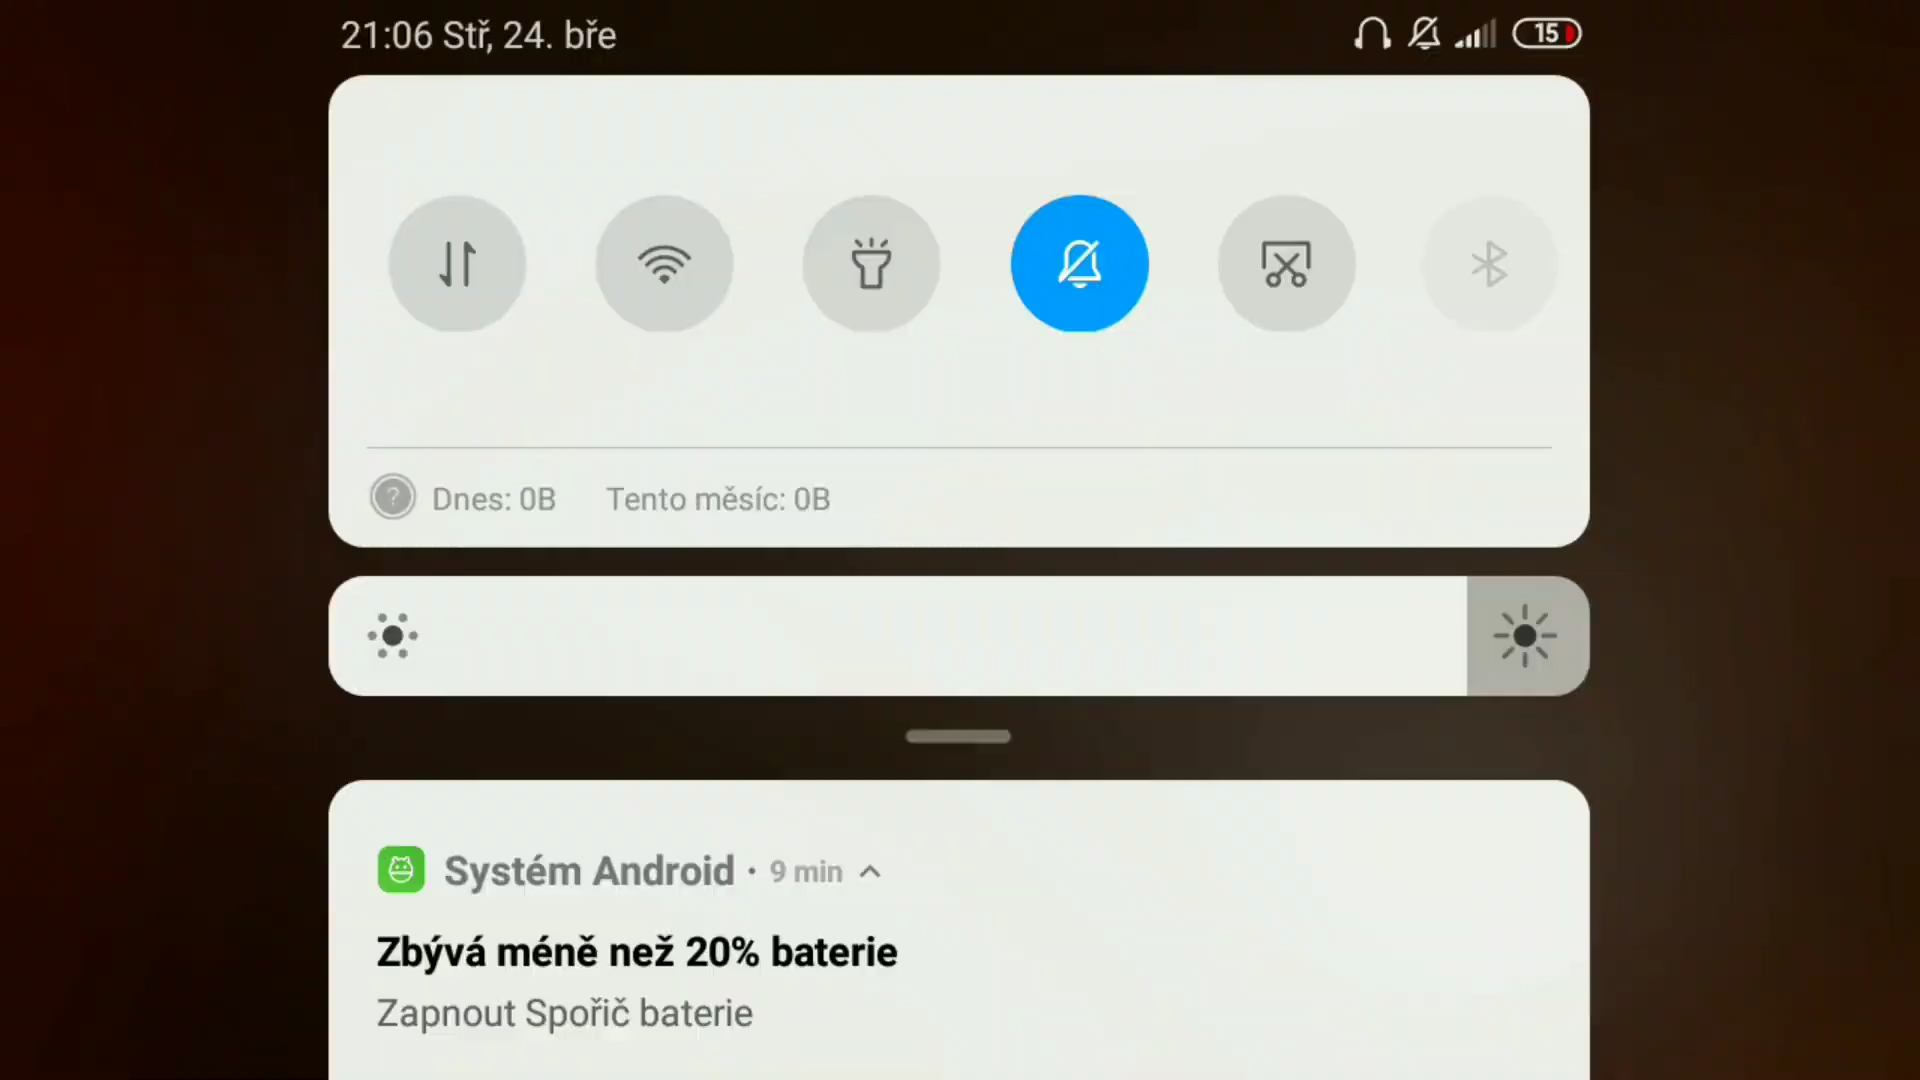 21:06 Stř, 24. bře
15
Dnes: 0B Tento měsíc: 0B
Systém Android · 9 min
Zbývá méně než 20% baterie
Zapnout Spořič baterie